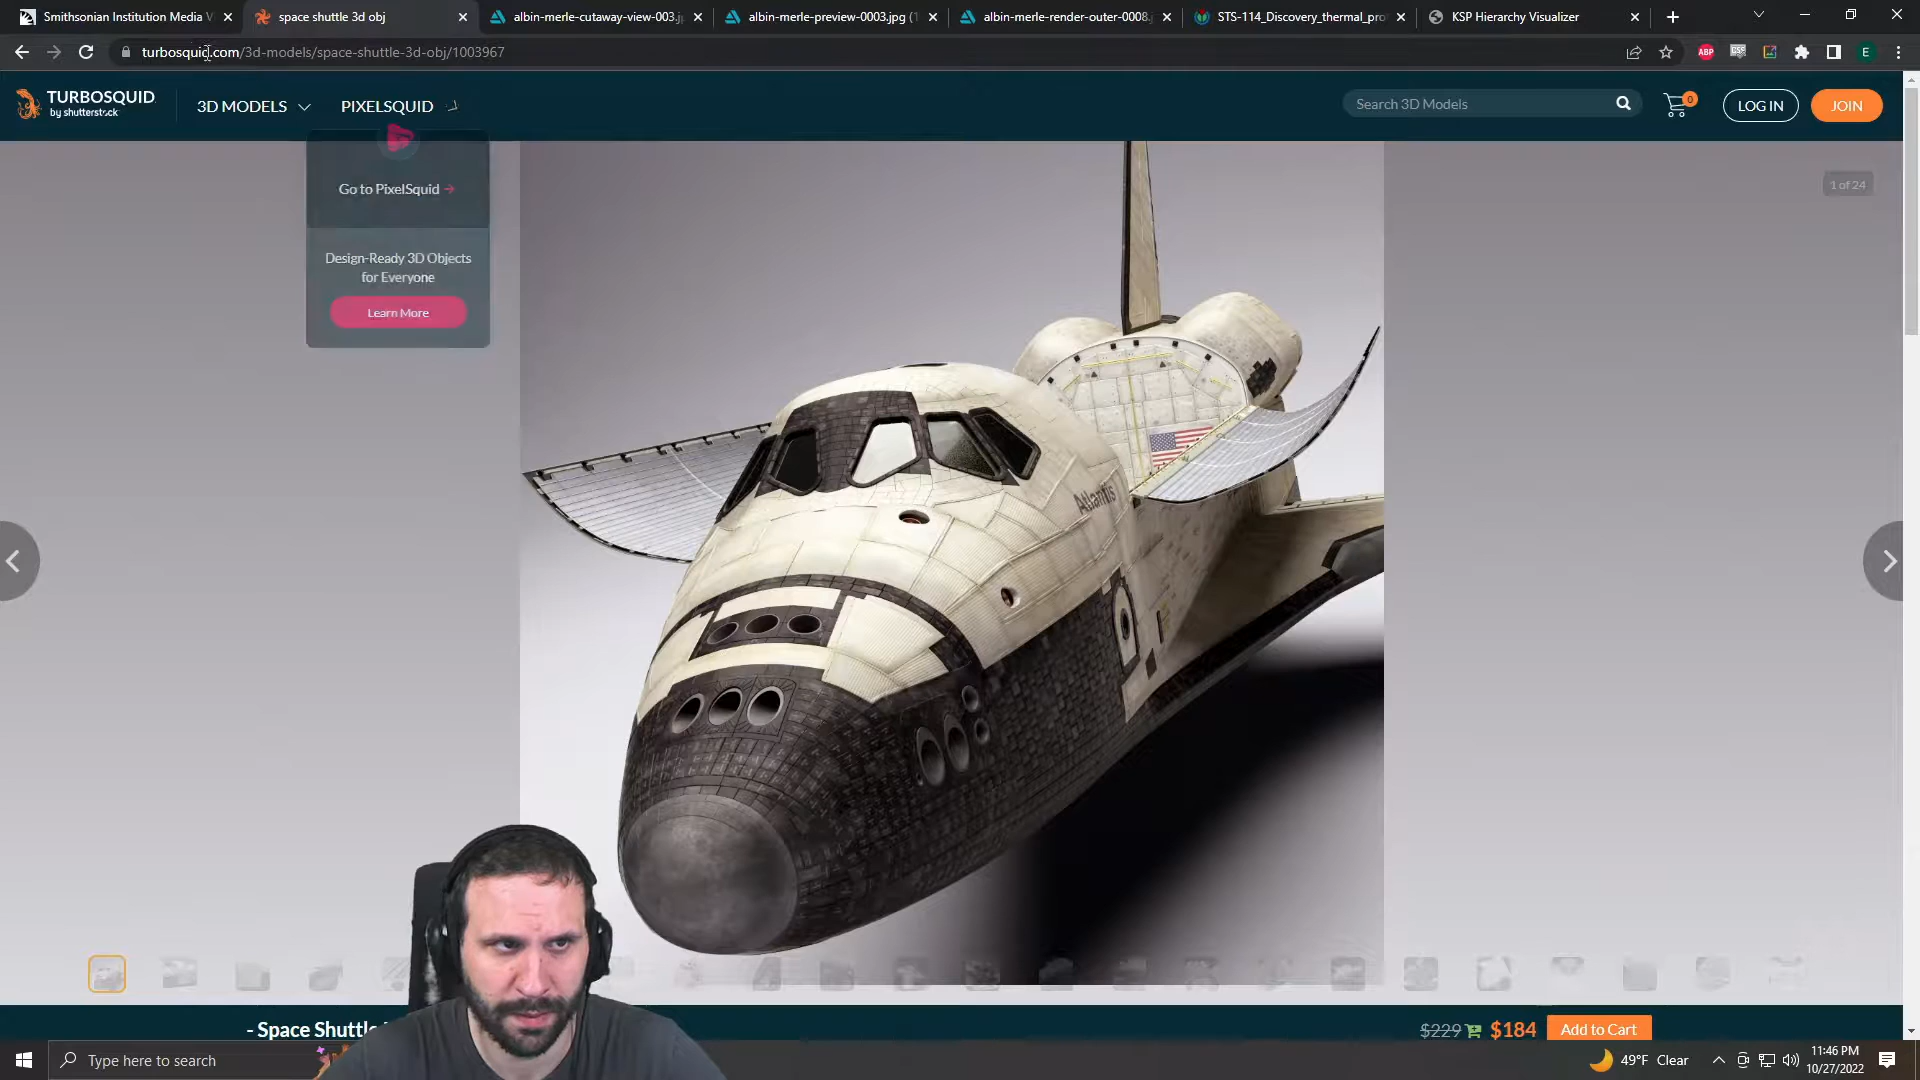 Smithsonian Institution Media V
space shuttle 3d obj
albin-merle-cutaway-view-003.j
albin-merle-preview-0003.jpg (1
albin-merle-render-outer-0008.
STS-114_Discovery_thermal_pro
KSP Hierarchy Visualizer
turbosquid.com/3d-models/space-shuttle-3d-obj/1003967
ABP
E
TURBOSQUID
by shutterstock
3D MODELS
PIXELSQUID
Search 3D Models
0
LOG IN
JOIN
Go to PixelSquid →
Design-Ready 3D Objects
for Everyone
Learn More
1 of 24
Atlantis
- Space Shuttle
$229
$184
Add to Cart
Type here to search
49°F Clear
11:46 PM
10/27/2022